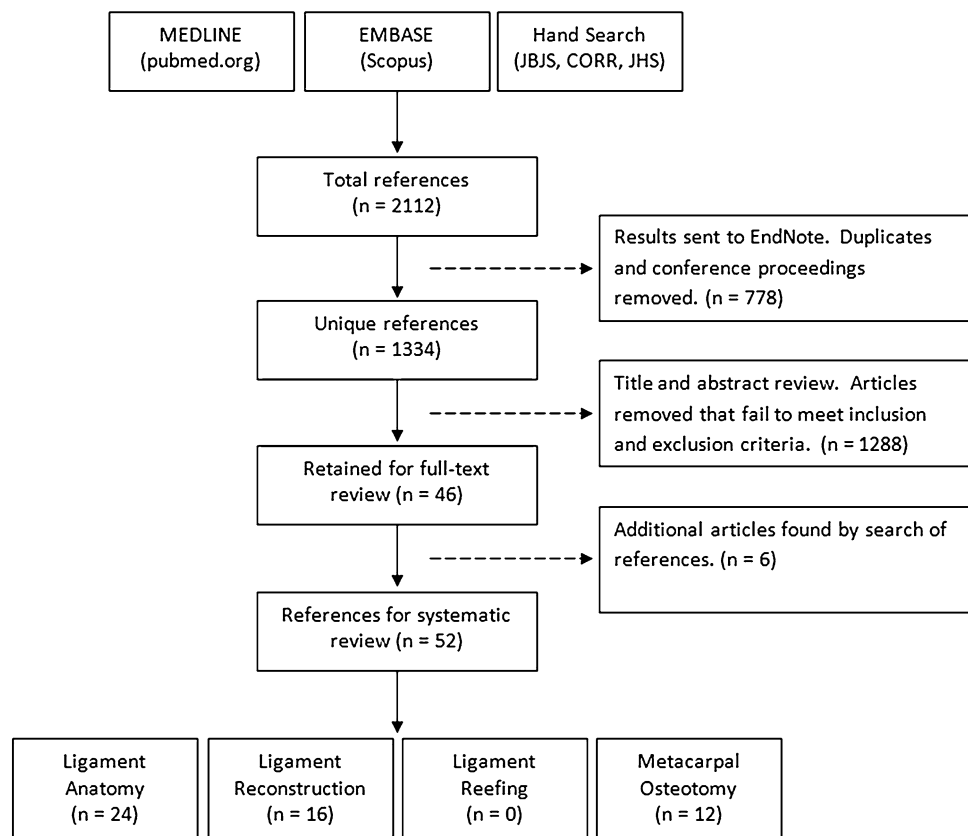 MEDLINE
(pubmed.org)
EMBASE
(Scopus)
Hand Search
(JBJS, CORR, JHS)
Total references
(n = 2112)
Results sent to EndNote.  Duplicates
and conference proceedings
removed. (n = 778)
Unique references
(n = 1334)
Title and abstract review.  Articles
removed that fail to meet inclusion
and exclusion criteria.  (n = 1288)
Retained for full-text
review (n = 46)
Additional articles found by search of
references. (n = 6)
References for systematic
review (n = 52)
Ligament
Anatomy
(n = 24)
Ligament
Reconstruction
(n = 16)
Ligament
Reefing
(n = 0)
Metacarpal
Osteotomy
(n = 12)